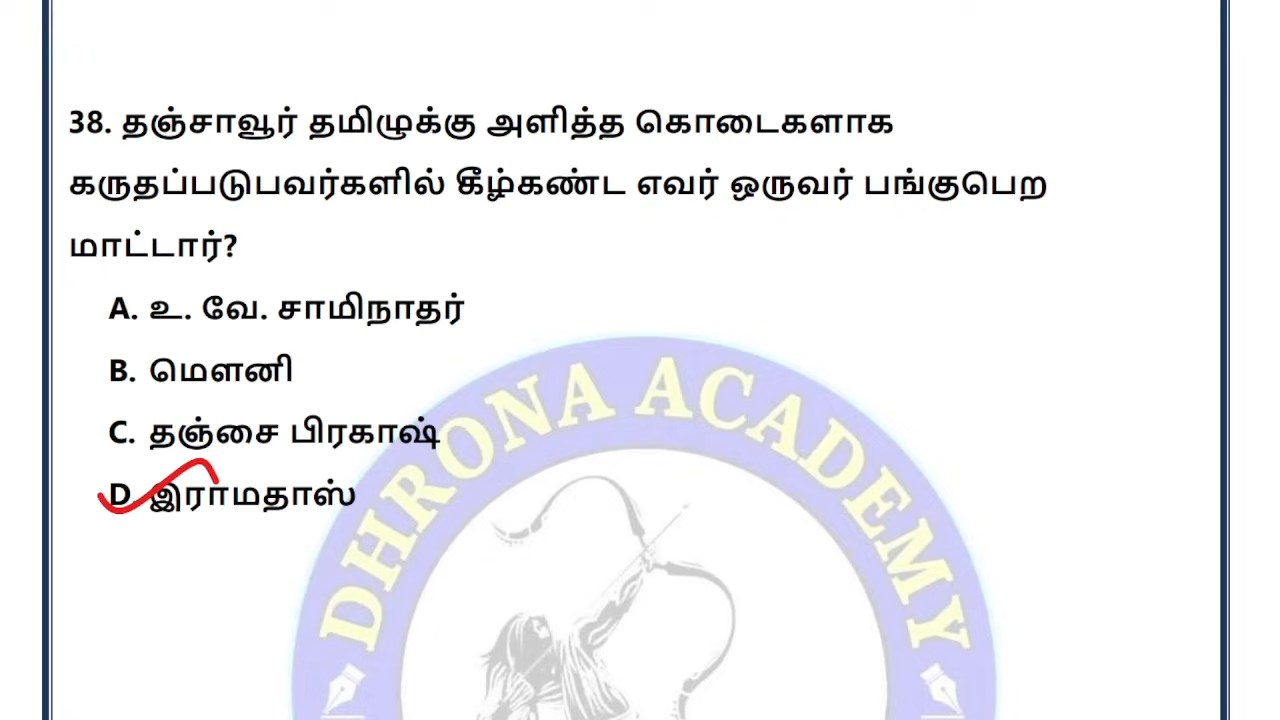 38. தஞ்சாவூர் தமிழுக்கு அளித்த கொடைகளாக
கருதப்படுபவர்களில் கீழ்கண்ட எவர் ஒருவர் பங்குபெற
மாட்டார்?
A. உ. வே. சாமிநாதர்
B. மௌனி
C. தஞ்சை பிரகாஷ்
D. இராமதாஸ்
DHRONA ACADEMY